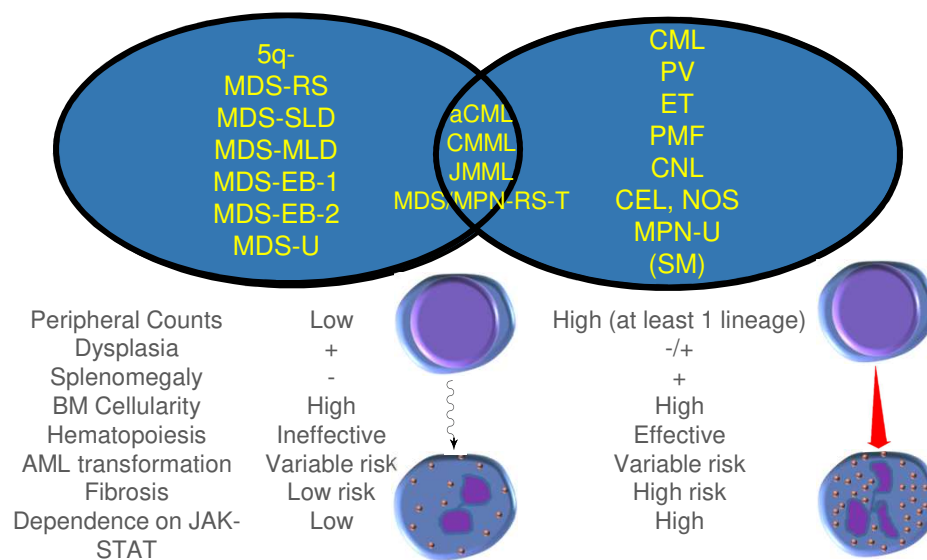 5q-
MDS-RS
MDS-SLD
MDS-MLD
MDS-EB-1
MDS-EB-2
MDS-U
aCML
CMML
JMML
MDS/MPN-RS-T
CML
PV
ET
PMF
CNL
CEL, NOS
MPN-U
(SM)
Peripheral Counts Low High (at least 1 lineage)
Dysplasia + -/+
Splenomegaly - +
BM Cellularity High High
Hematopoiesis Ineffective Effective
AML transformation Variable risk Variable risk
Fibrosis Low risk High risk
Dependence on JAK- Low High
STAT